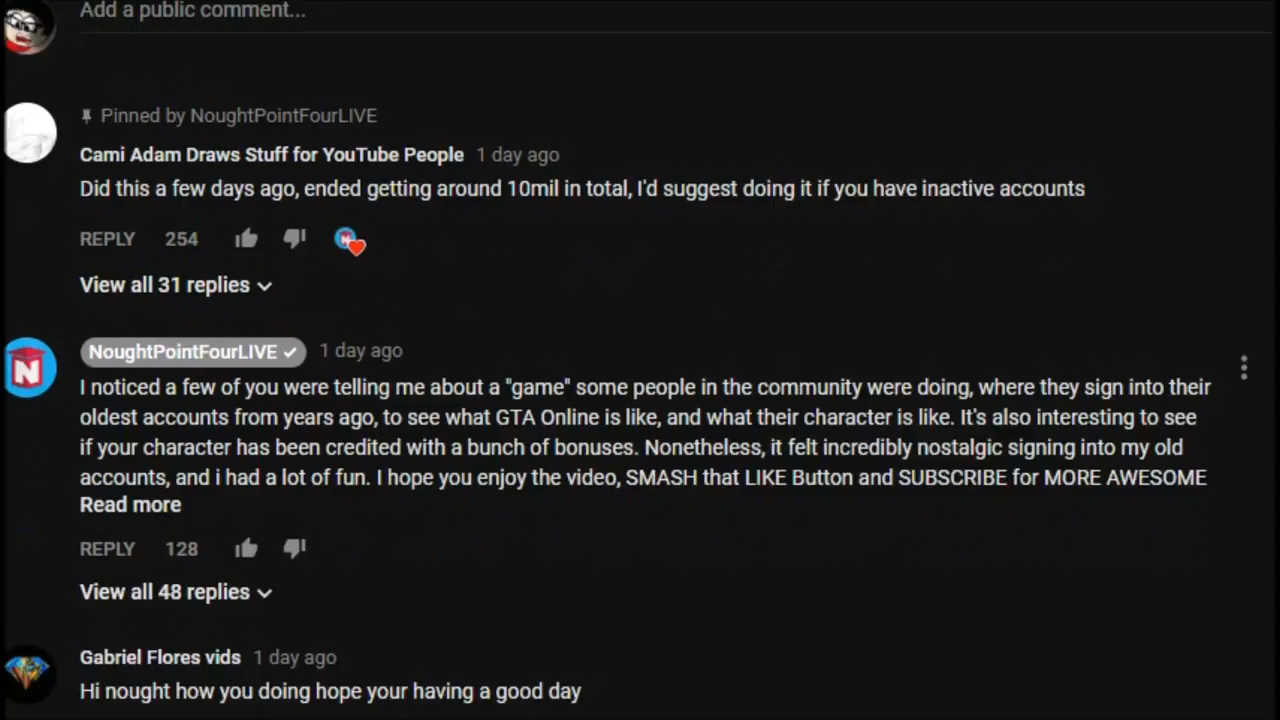 Add a public comment...
Pinned by NoughtPointFourLIVE
Cami Adam Draws Stuff for YouTube People 1 day ago
Did this a few days ago, ended getting around 10mil in total, I'd suggest doing it if you have inactive accounts
REPLY 254
N
View all 31 replies
NoughtPointFourLIVE 1 day ago
N
I noticed a few of you were telling me about a "game" some people in the community were doing, where they sign into their
oldest accounts from years ago, to see what GTA Online is like, and what their character is like. It's also interesting to see
if your character has been credited with a bunch of bonuses. Nonetheless, it felt incredibly nostalgic signing into my old
accounts, and i had a lot of fun. I hope you enjoy the video, SMASH that LIKE Button and SUBSCRIBE for MORE AWESOME
Read more
REPLY 128
View all 48 replies
Gabriel Flores vids 1 day ago
Hi nought how you doing hope your having a good day